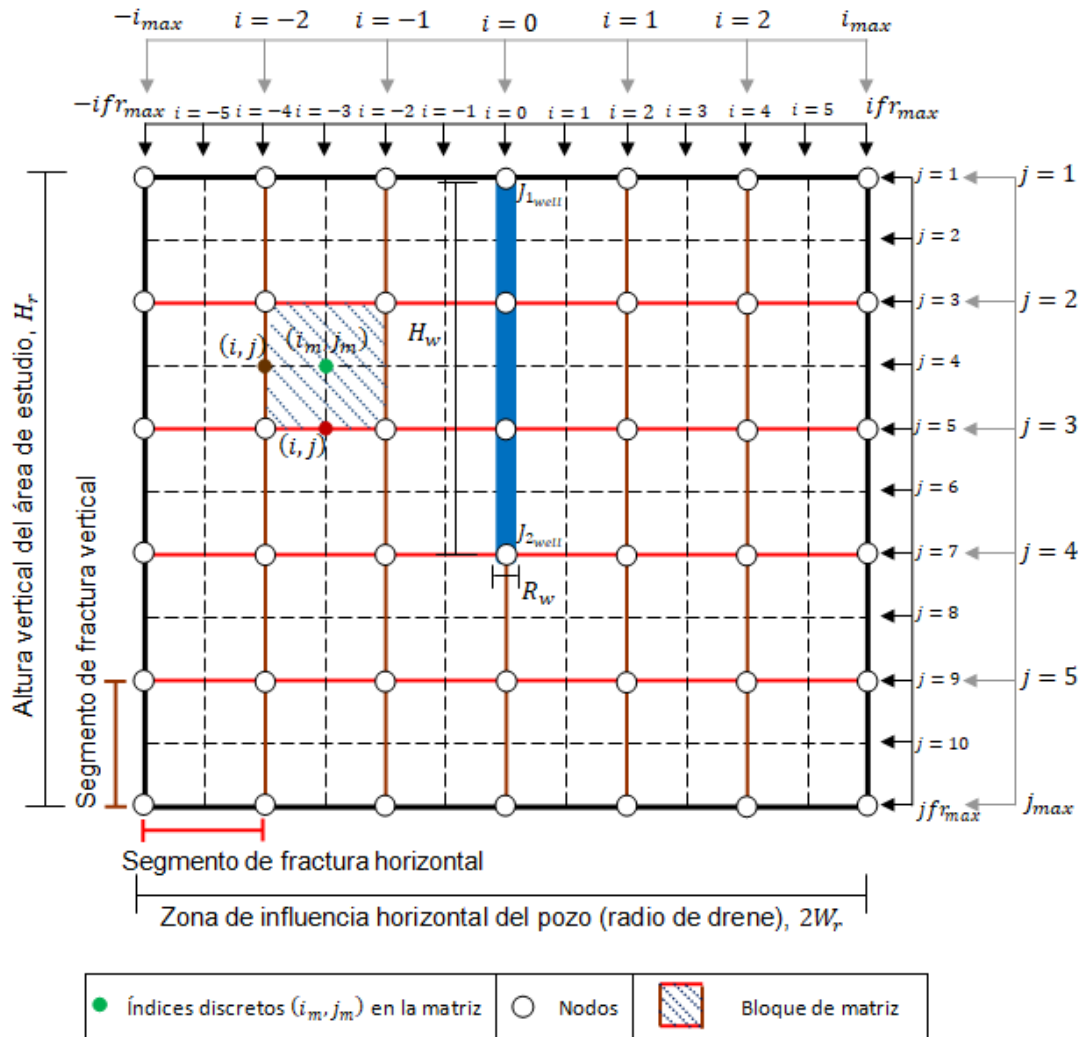 −i_max i = −2 i = −1 i = 0 i = 1 i = 2 i_max
−ifr_max i = −5 i = −4 i = −3 i = −2 i = −1 i = 0 i = 1 i = 2 i = 3 i = 4 i = 5 ifr_max
j = 1 j = 1
J_1well
j = 2
j = 3 j = 2
H_w
(i, j) (i_m, j_m)
j = 4
j = 5 j = 3
(i, j)
j = 6
J_2well
j = 7 j = 4
R_w
j = 8
j = 9 j = 5
j = 10
jfr_max j_max
Altura vertical del área de estudio, H_r
Segmento de fractura vertical
Segmento de fractura horizontal
Zona de influencia horizontal del pozo (radio de drene), 2W_r
Índices discretos (i_m, j_m) en la matriz
Nodos
Bloque de matriz